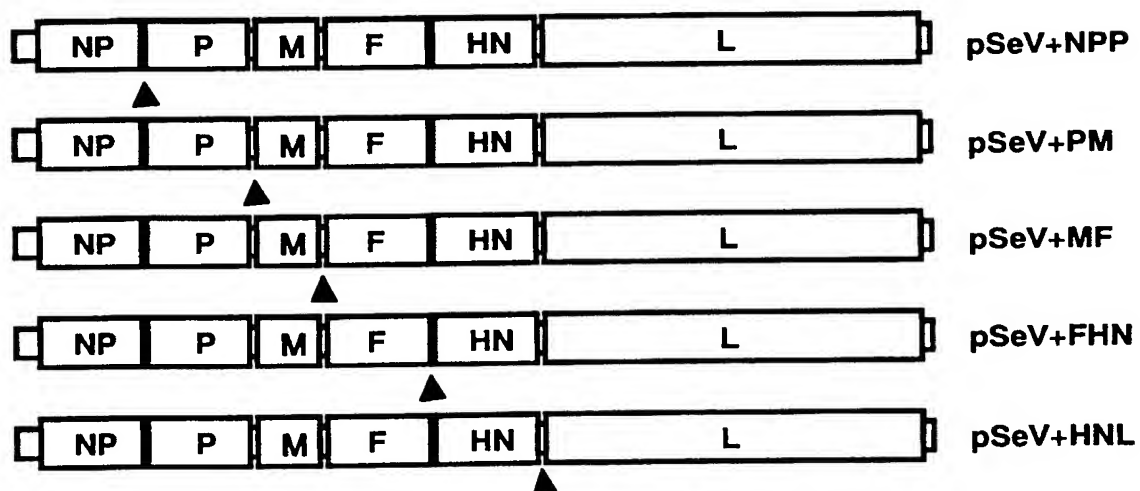 NP P M F HN L pSeV+NPP
NP P M F HN L pSeV+PM
NP P M F HN L pSeV+MF
NP P M F HN L pSeV+FHN
NP P M F HN L pSeV+HNL